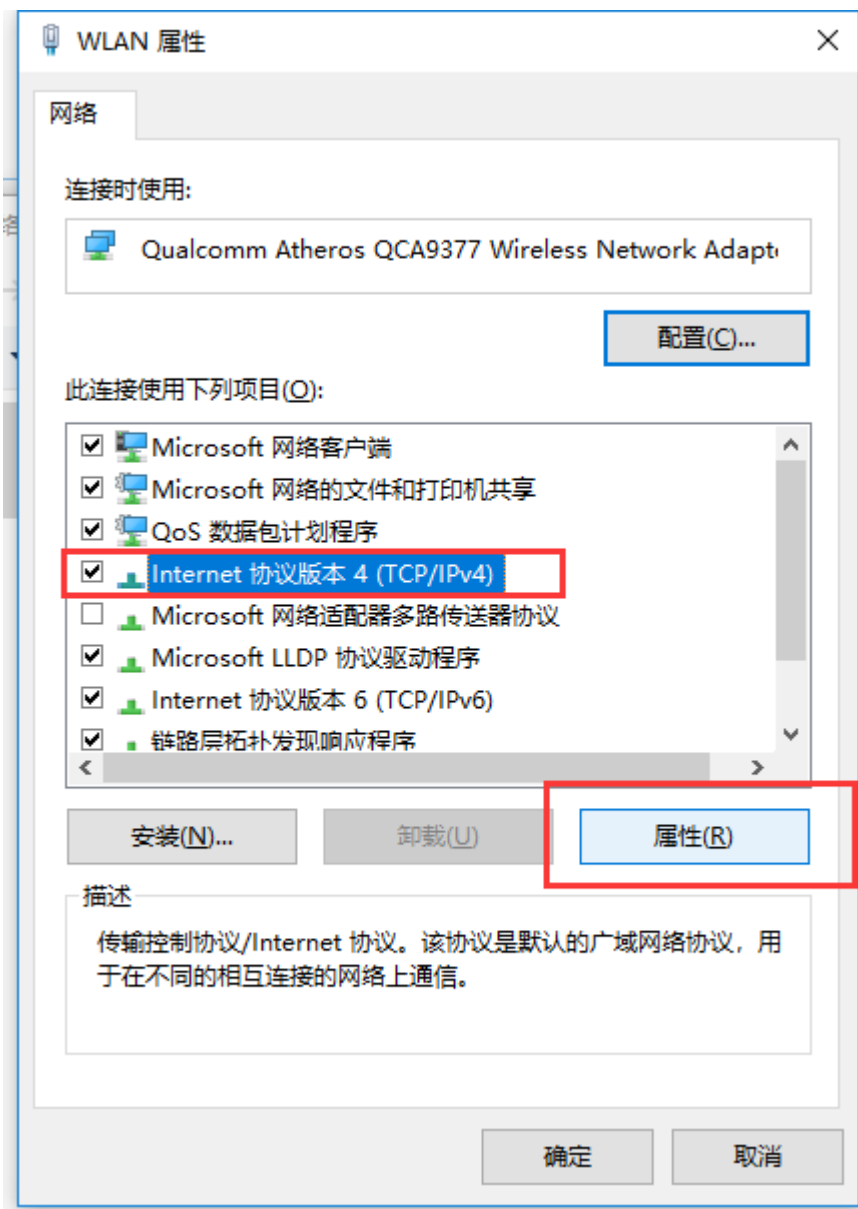 WLAN 属性
网络
连接时使用:
Qualcomm Atheros QCA9377 Wireless Network Adapt
配置(C)...
此连接使用下列项目(O):
Microsoft 网络客户端
Microsoft 网络的文件和打印机共享
QoS 数据包计划程序
Internet 协议版本 4 (TCP/IPv4)
Microsoft 网络适配器多路传送器协议
Microsoft LLDP 协议驱动程序
Internet 协议版本 6 (TCP/IPv6)
链路层拓扑发现响应程序
安装(N)... 卸载(U) 属性(R)
描述
传输控制协议/Internet 协议。该协议是默认的广域网络协议，用
于在不同的相互连接的网络上通信。
确定 取消